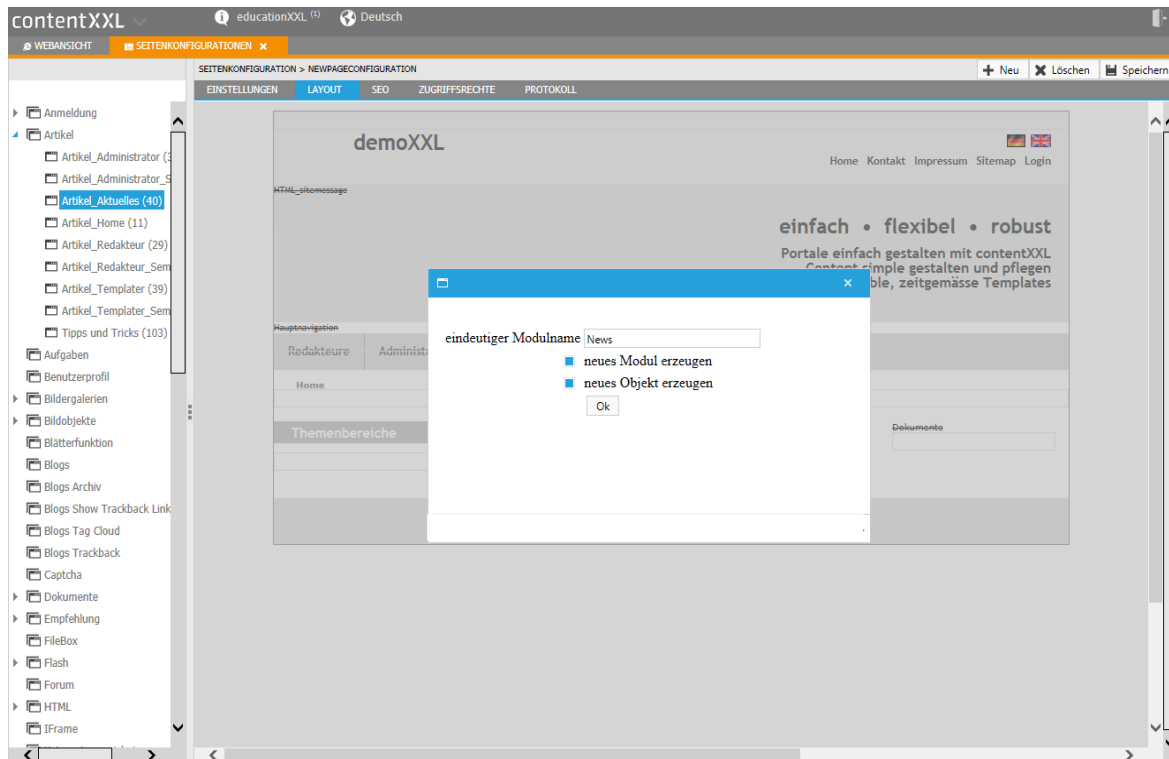 contentXXL
educationXXL (1)
Deutsch
WEBANSICHT
SEITENKONFIGURATIONEN x
SEITENKONFIGURATION > NEWPAGECONFIGURATION
Neu
Löschen
Speichern
EINSTELLUNGEN LAYOUT SEO ZUGRIFFSRECHTE PROTOKOLL
Anmeldung
Artikel
Artikel_Administrator (3
Artikel_Administrator_S
Artikel_Aktuelles (40)
Artikel_Home (11)
Artikel_Redakteur (29)
Artikel_Redakteur_Sem
Artikel_Templater (39)
Artikel_Templater_Sem
Tipps und Tricks (103)
Aufgaben
Benutzerprofil
Bildergalerien
Bildobjekte
Blätterfunktion
Blogs
Blogs Archiv
Blogs Show Trackback Link
Blogs Tag Cloud
Blogs Trackback
Captcha
Dokumente
Empfehlung
FileBox
Flash
Forum
HTML
IFrame
demoXXL
Home Kontakt Impressum Sitemap Login
HTML_sitemessage
einfach • flexibel • robust
Portale einfach gestalten mit contentXXL
Content simple gestalten und pflegen
ble, zeitgemässe Templates
Hauptnavigation
Redakteure Administ
Home
Themenbereiche
Dokumente
eindeutiger Modulname News
neues Modul erzeugen
neues Objekt erzeugen
Ok